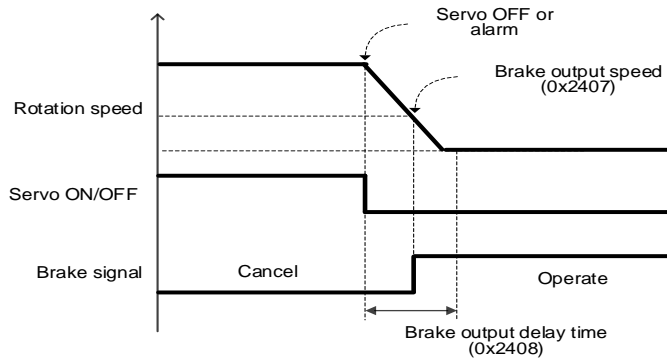 Servo OFF or
alarm
Brake output speed
(0x2407)
Rotation speed
Servo ON/OFF
Brake signal
Cancel
Operate
Brake output delay time
(0x2408)